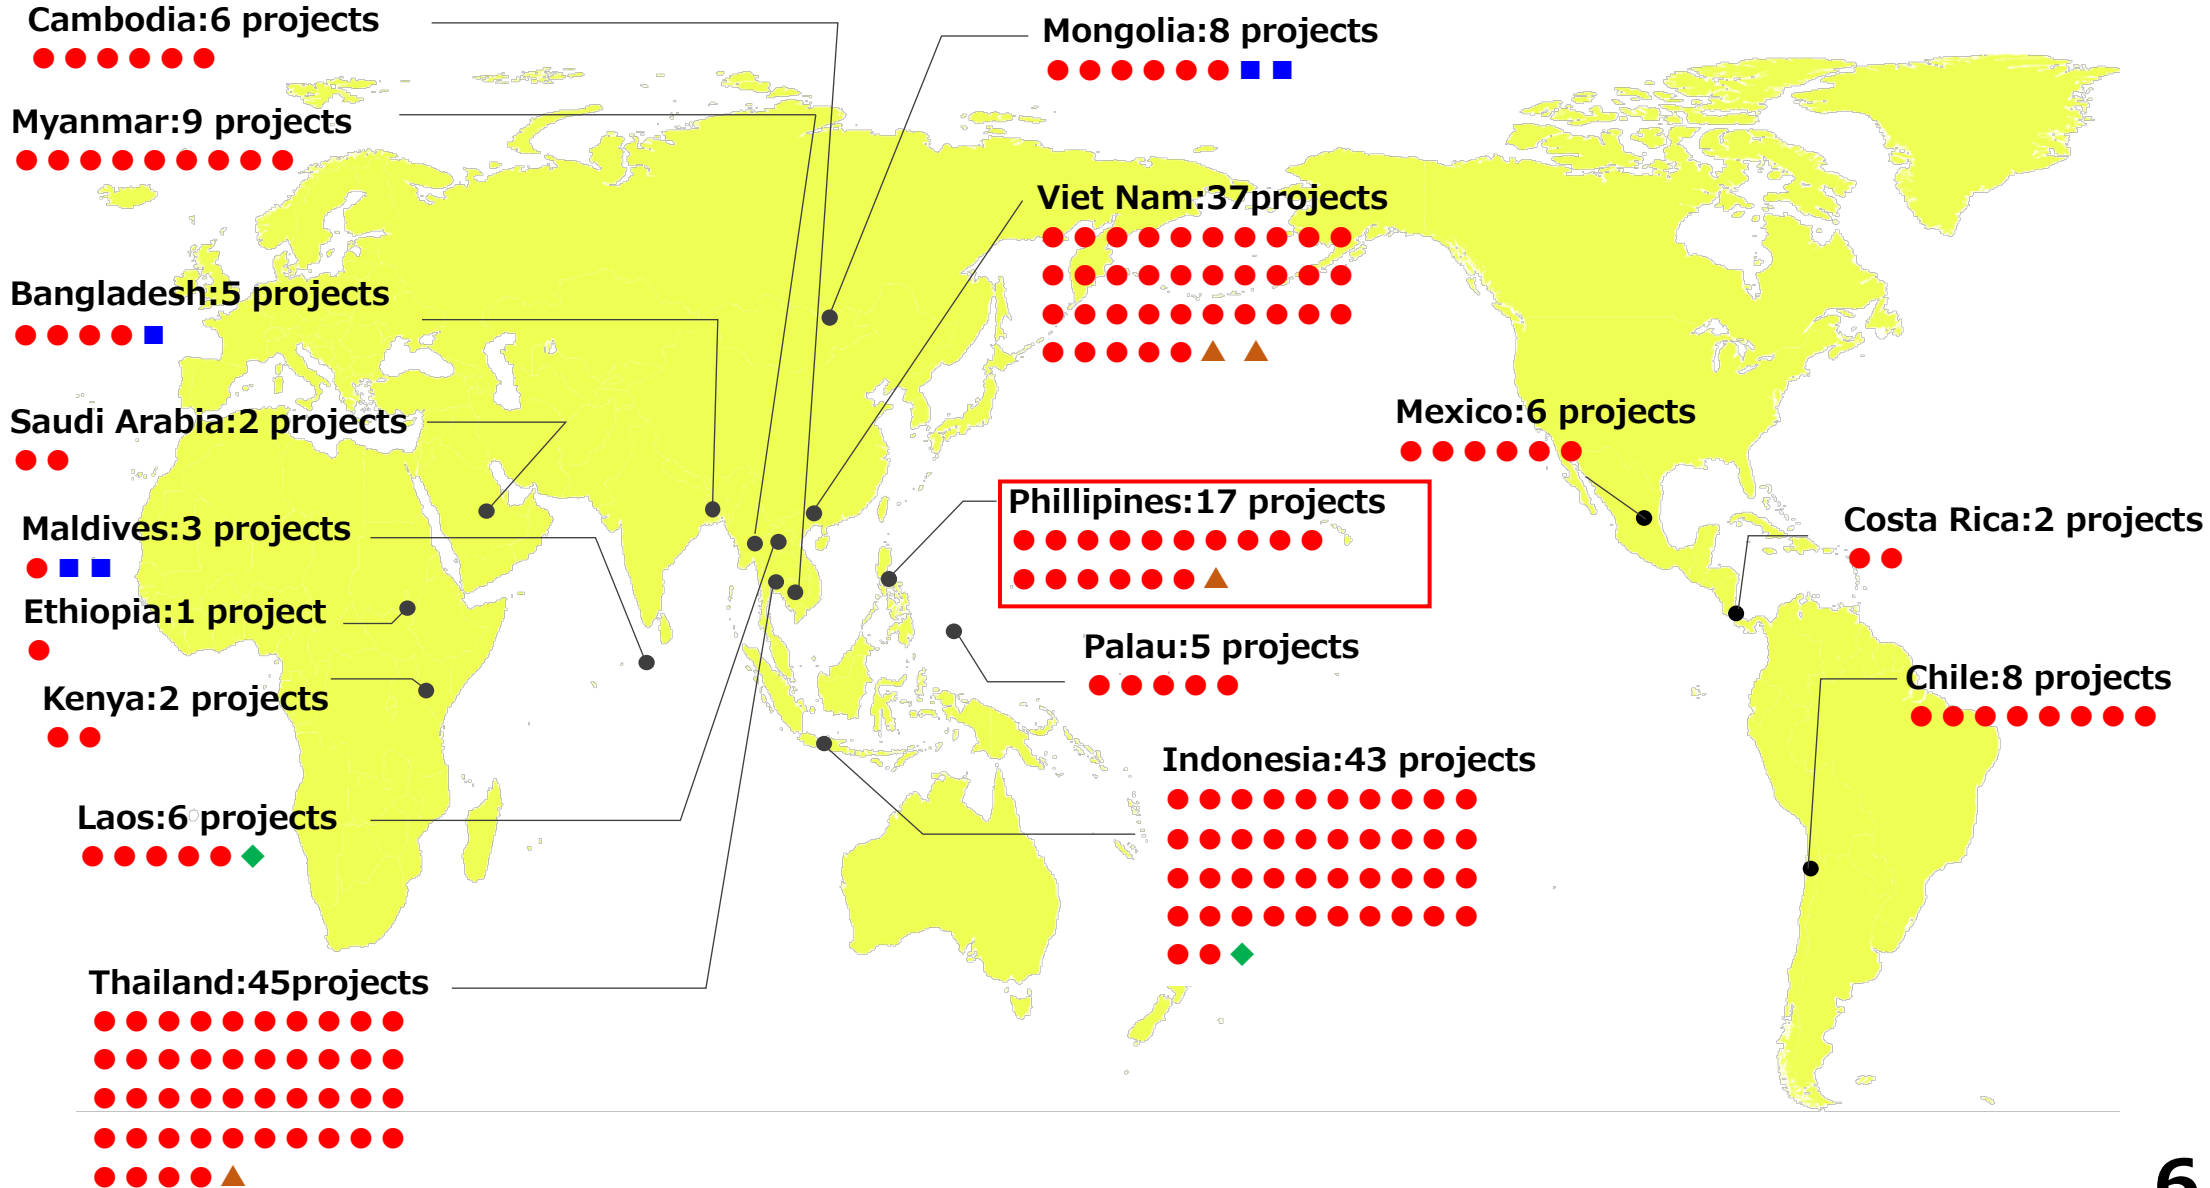 Cambodia:6 projects
Mongolia:8 projects
Myanmar:9 projects
Viet Nam:37projects
Bangladesh:5 projects
Saudi Arabia:2 projects
Mexico:6 projects
Phillipines:17 projects
Costa Rica:2 projects
Maldives:3 projects
Ethiopia:1 project
Palau:5 projects
Kenya:2 projects
Chile:8 projects
Indonesia:43 projects
Laos:6 projects
Thailand:45projects
6